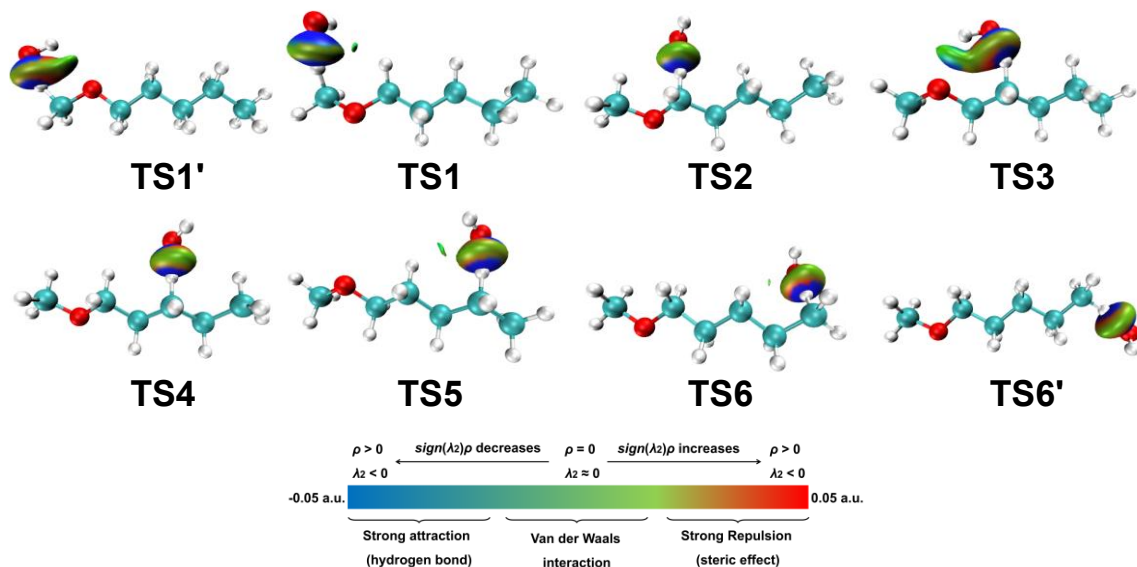 TS1' TS1 TS2 TS3
TS4 TS5 TS6 TS6'
ρ > 0 sign(λ₂)ρ decreases ρ = 0 sign(λ₂)ρ increases ρ > 0
λ₂ < 0 λ₂ ≈ 0 λ₂ < 0
-0.05 a.u. 0.05 a.u.
Strong attraction Van der Waals Strong Repulsion
(hydrogen bond) interaction (steric effect)